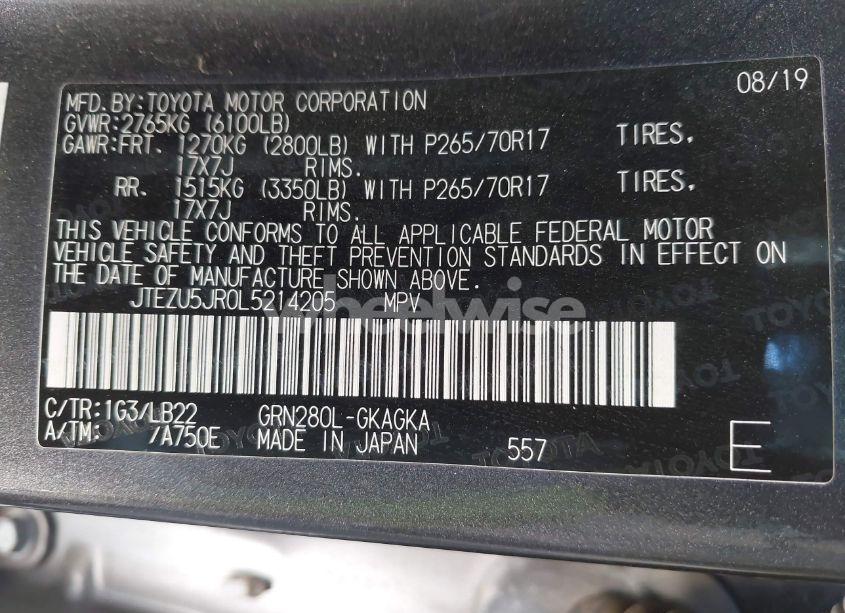 08/19
MFD.BY:TOYOTA MOTOR CORPORATION
GVWR:2765KG (6100LB)
GAWR:FRT. 1270KG (2800LB) WITH P265/70R17 TIRES,
17X7J RIMS.
RR. 1515KG (3350LB) WITH P265/70R17 TIRES,
17X7J RIMS.
THIS VEHICLE CONFORMS TO ALL APPLICABLE FEDERAL MOTOR
VEHICLE SAFETY AND THEFT PREVENTION STANDARDS IN EFFECT ON
THE DATE OF MANUFACTURE SHOWN ABOVE.
JTEZU5JR0L5214205 MPV
wheelwise
C/TR:1G3/LB22 GRN280L-GKAGKA
A/TM: 7A750E MADE IN JAPAN 557 E
TOYOTA